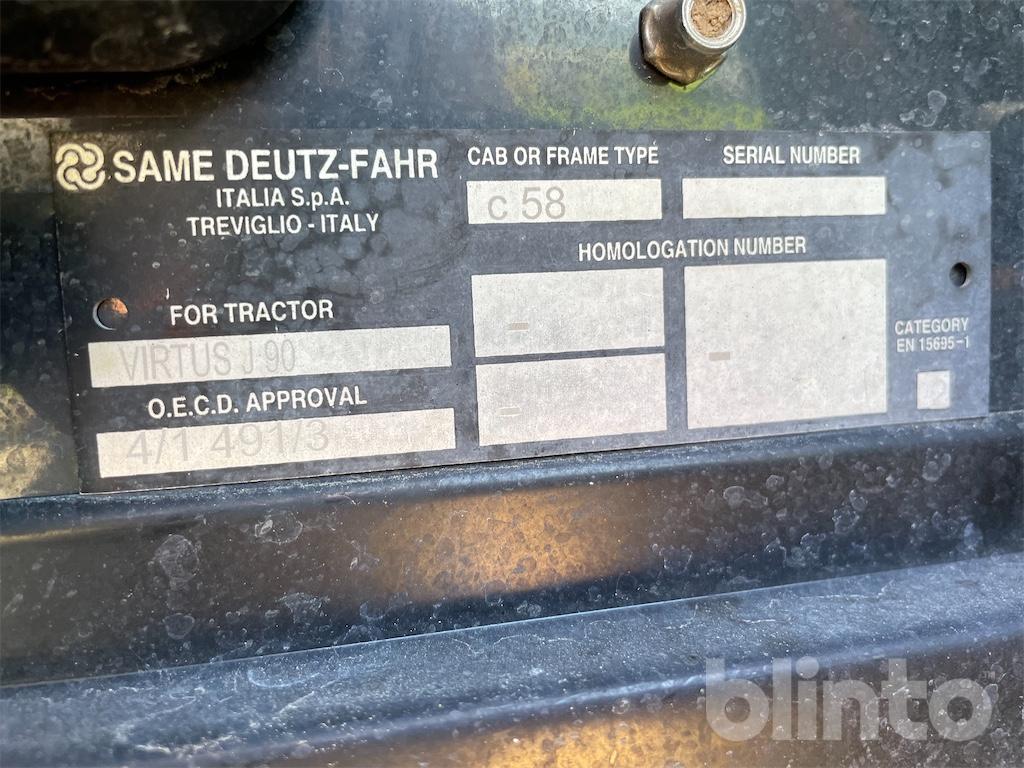 SAME DEUTZ-FAHR
ITALIA S.p.A.
TREVIGLIO - ITALY
CAB OR FRAME TYPE
c 58
SERIAL NUMBER
HOMOLOGATION NUMBER
-
-
-
FOR TRACTOR
VIRTUS J 90
O.E.C.D. APPROVAL
4/1 491/3
CATEGORY
EN 15695-1
2
blinto